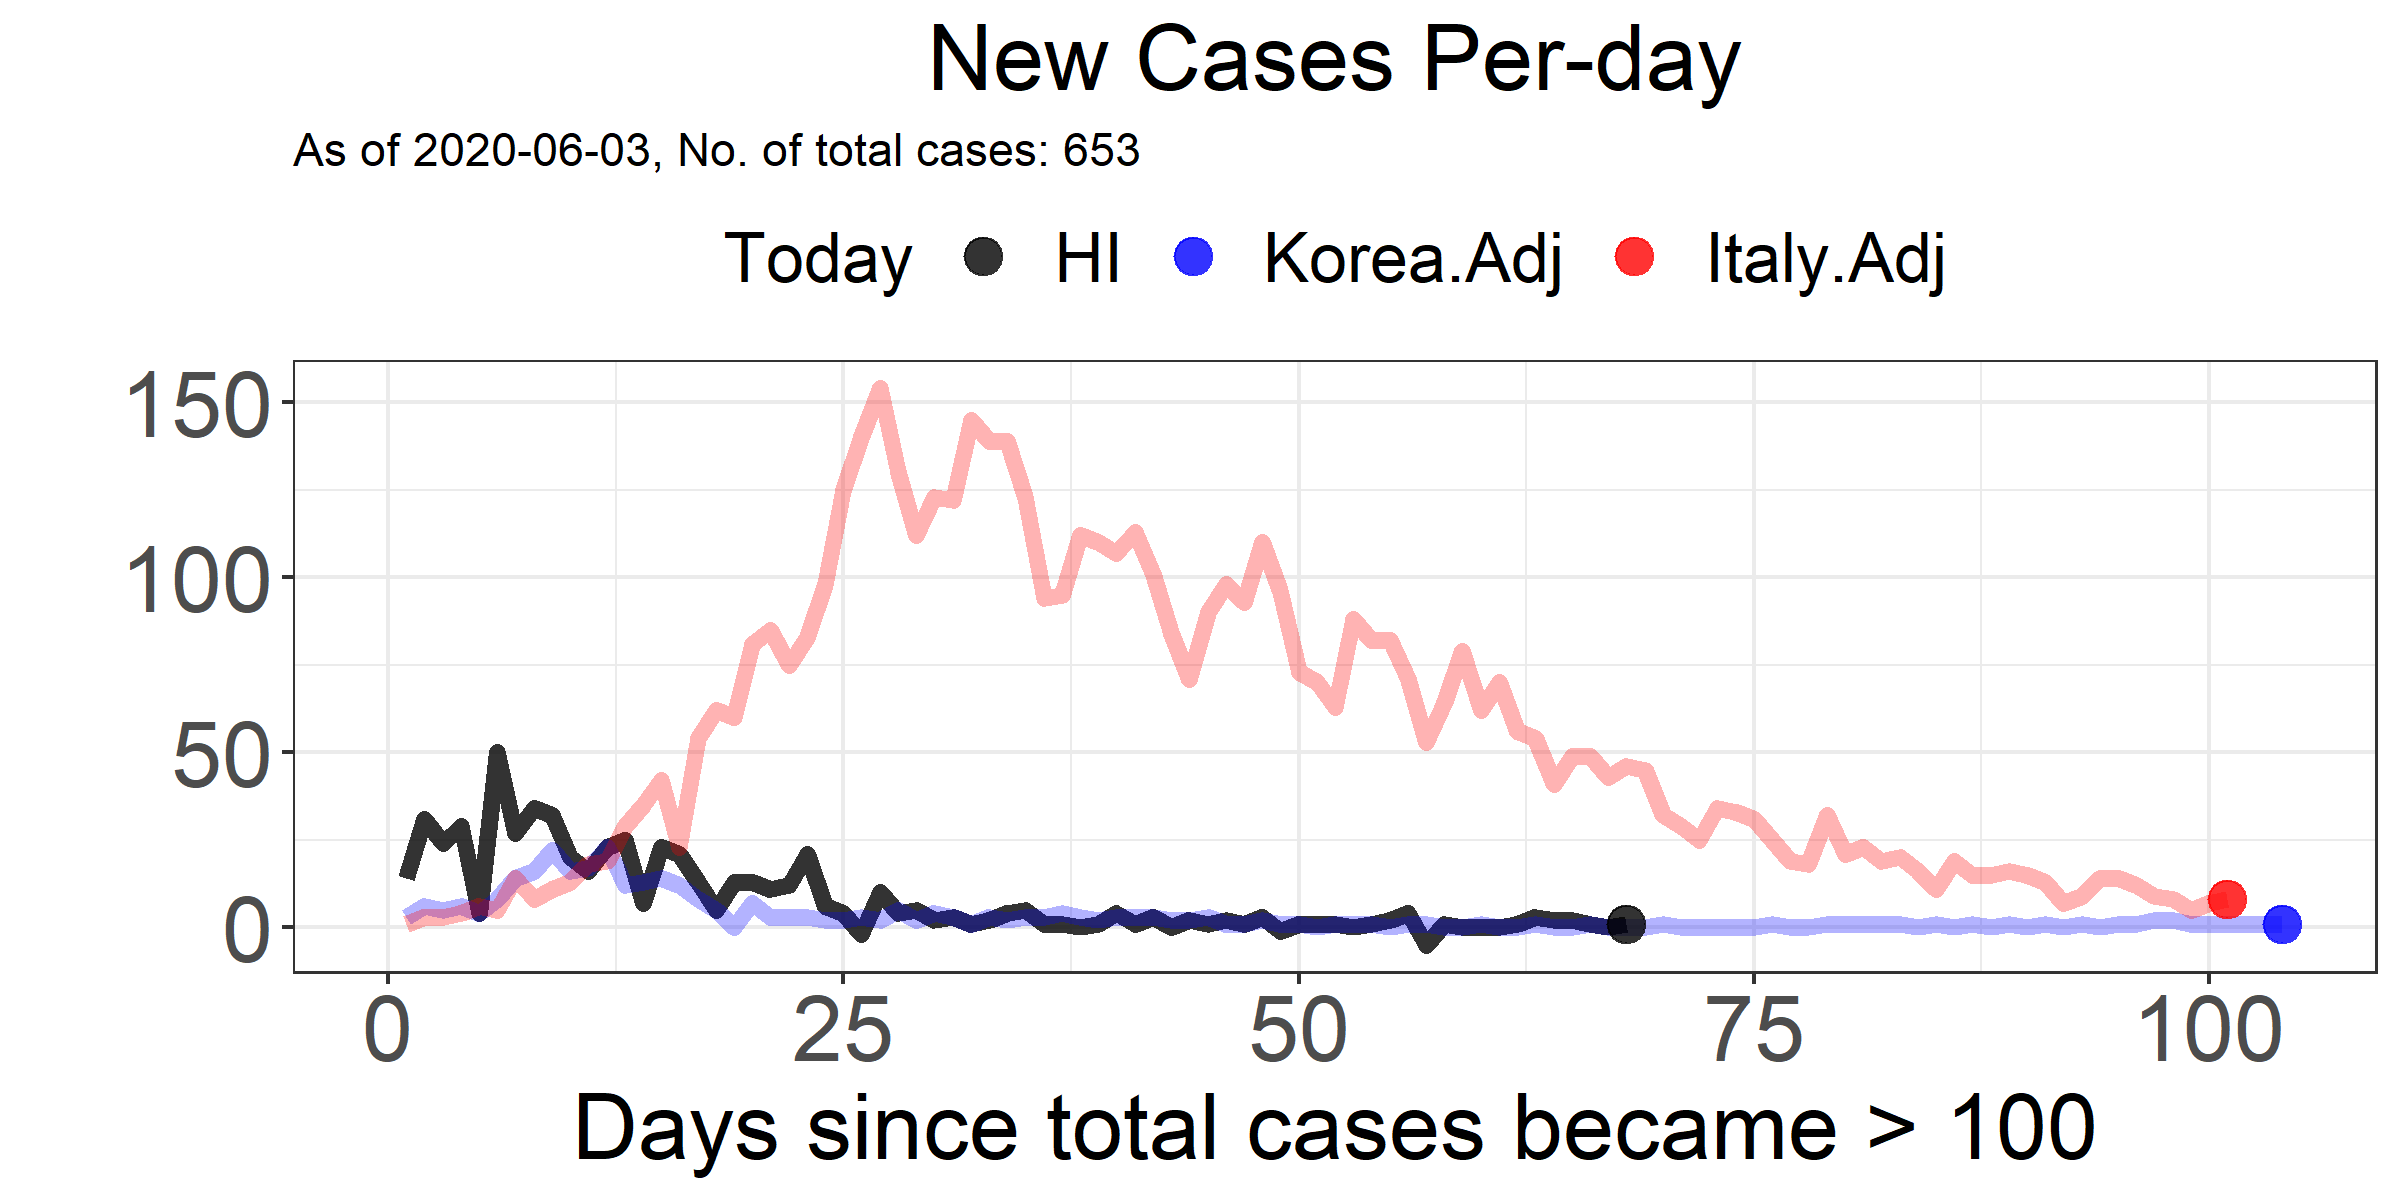 New Cases Per-day
As of 2020-06-03, No. of total cases: 653
Today HI Korea.Adj Italy.Adj
150
100
50
0
0 25 50 75 100
Days since total cases became > 100